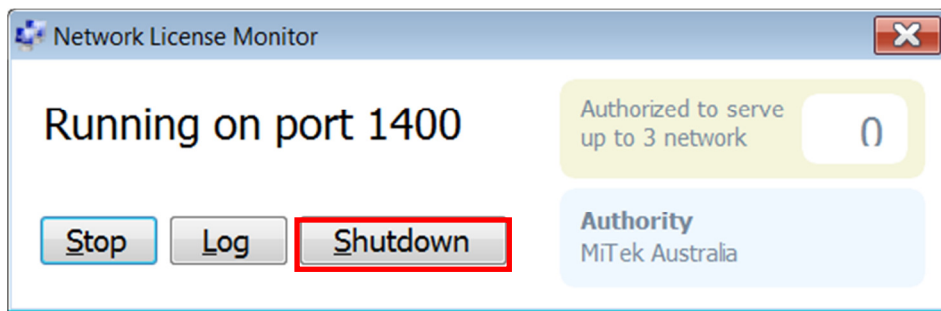 Network License Monitor
Running on port 1400
Authorized to serve
up to 3 network
0
Stop
Log
Shutdown
Authority
MiTek Australia